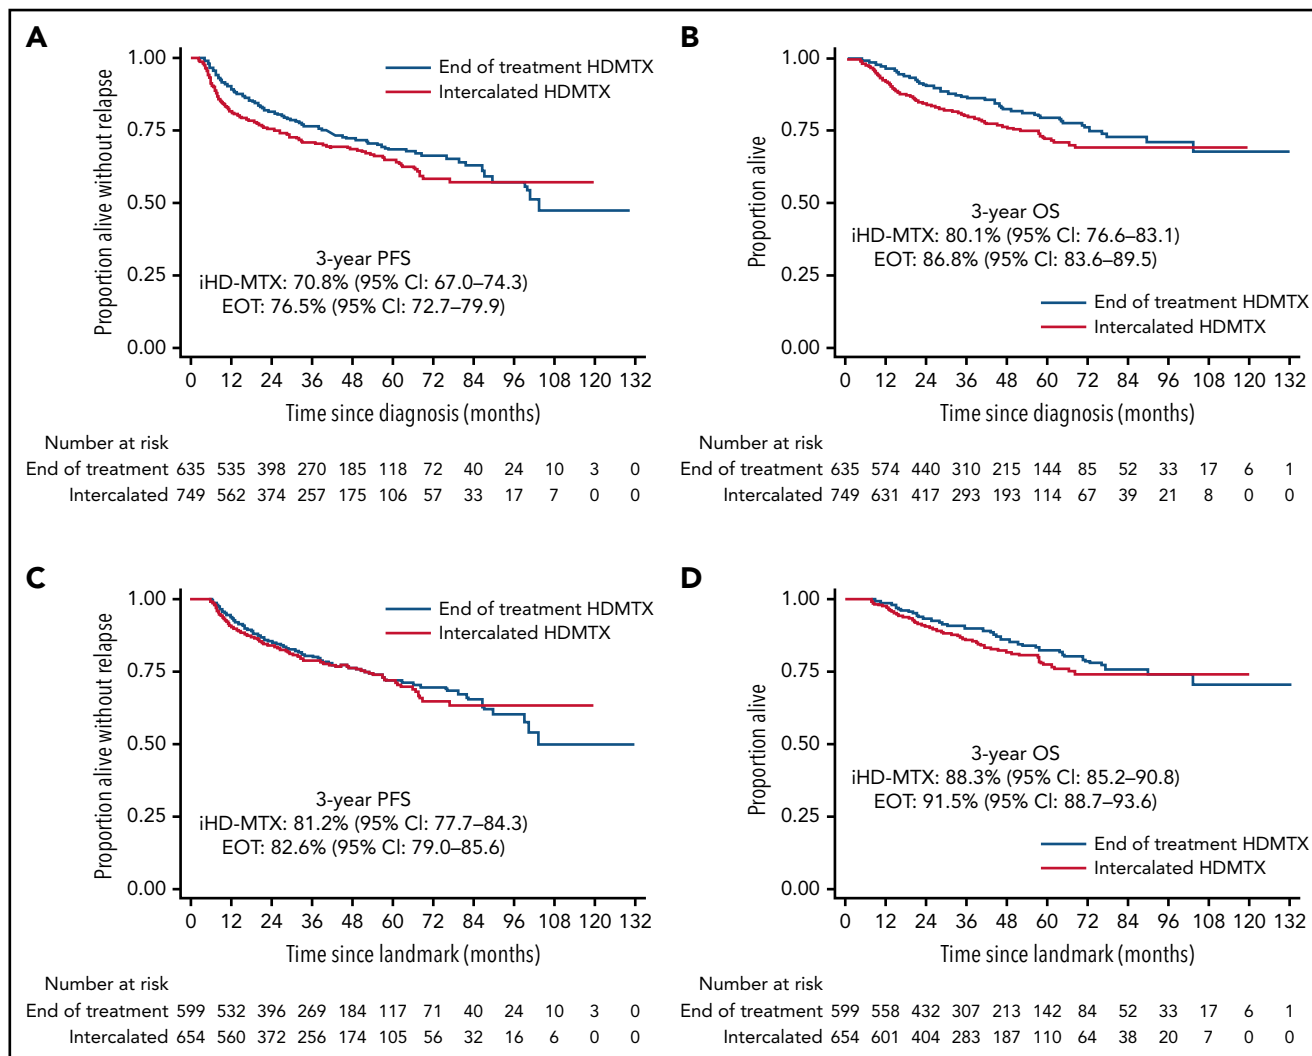 A
1.00
0.75
0.50
0.25
0.00
Proportion alive without relapse
End of treatment HDMTX
Intercalated HDMTX
3-year PFS
iHD-MTX: 70.8% (95% CI: 67.0–74.3)
EOT: 76.5% (95% CI: 72.7–79.9)
0 12 24 36 48 60 72 84 96 108 120 132
Time since diagnosis (months)
Number at risk
End of treatment 635 535 398 270 185 118 72 40 24 10 3 0
Intercalated 749 562 374 257 175 106 57 33 17 7 0 0
B
1.00
0.75
0.50
0.25
0.00
Proportion alive
3-year OS
iHD-MTX: 80.1% (95% CI: 76.6–83.1)
EOT: 86.8% (95% CI: 83.6–89.5)
End of treatment HDMTX
Intercalated HDMTX
0 12 24 36 48 60 72 84 96 108 120 132
Time since diagnosis (months)
Number at risk
End of treatment 635 574 440 310 215 144 85 52 33 17 6 1
Intercalated 749 631 417 293 193 114 67 39 21 8 0 0
C
1.00
0.75
0.50
0.25
0.00
Proportion alive without relapse
End of treatment HDMTX
Intercalated HDMTX
3-year PFS
iHD-MTX: 81.2% (95% CI: 77.7–84.3)
EOT: 82.6% (95% CI: 79.0–85.6)
0 12 24 36 48 60 72 84 96 108 120 132
Time since landmark (months)
Number at risk
End of treatment 599 532 396 269 184 117 71 40 24 10 3 0
Intercalated 654 560 372 256 174 105 56 32 16 6 0 0
D
1.00
0.75
0.50
0.25
0.00
Proportion alive
3-year OS
iHD-MTX: 88.3% (95% CI: 85.2–90.8)
EOT: 91.5% (95% CI: 88.7–93.6)
End of treatment HDMTX
Intercalated HDMTX
0 12 24 36 48 60 72 84 96 108 120 132
Time since landmark (months)
Number at risk
End of treatment 599 558 432 307 213 142 84 52 33 17 6 1
Intercalated 654 601 404 283 187 110 64 38 20 7 0 0